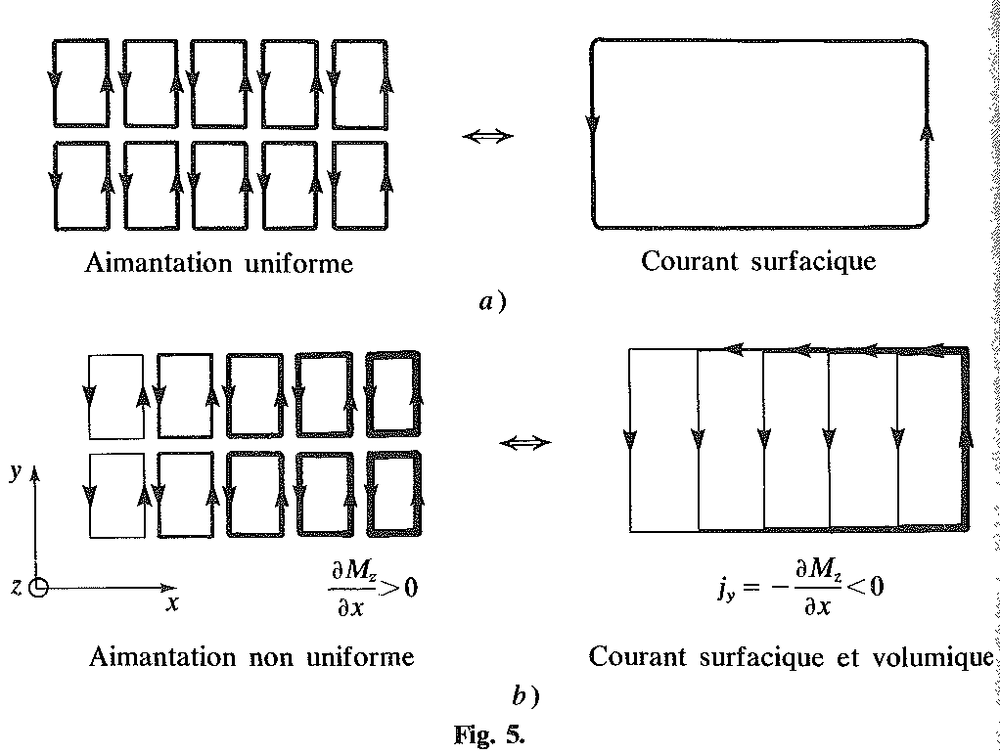 Aimantation uniforme
Courant surfacique
a)
y
z
x
∂M_z/∂x > 0
j_y = − ∂M_z/∂x < 0
Aimantation non uniforme
Courant surfacique et volumique
b)
Fig. 5.